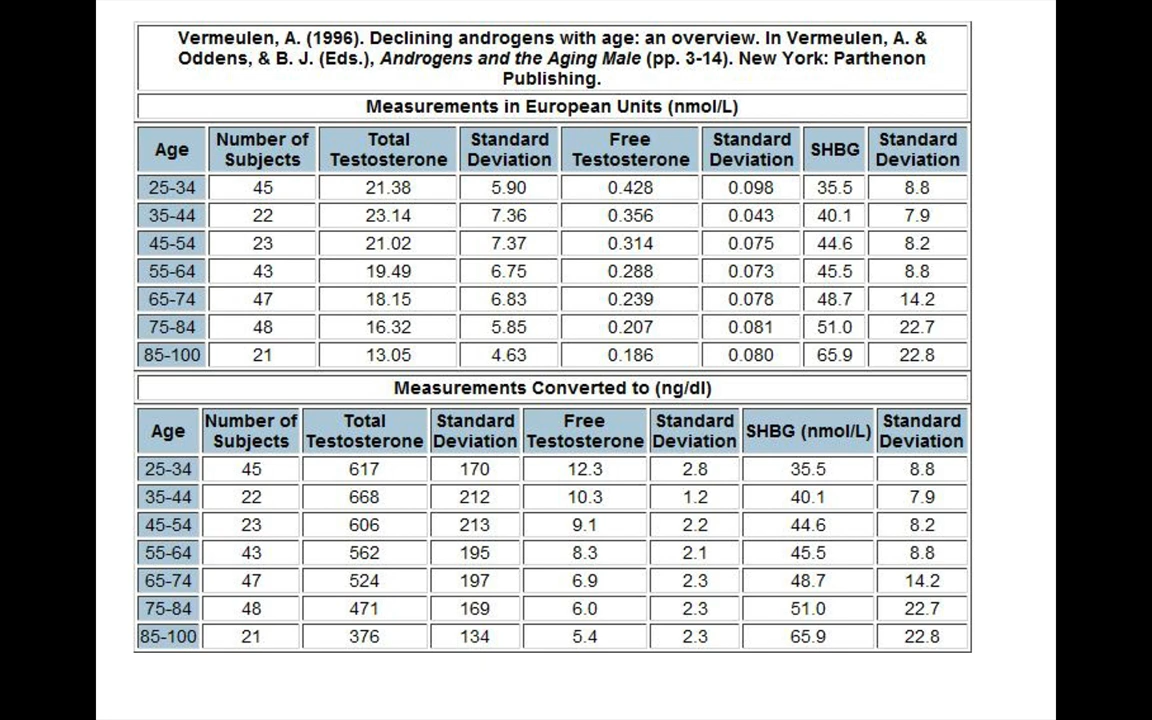 Vermeulen, A. (1996). Declining androgens with age: an overview. In Vermeulen, A. &
Oddens, & B. J. (Eds.), Androgens and the Aging Male (pp. 3-14). New York: Parthenon
Publishing.
Measurements in European Units (nmol/L)
Age Number of Subjects Total Testosterone Standard Deviation Free Testosterone Standard Deviation SHBG Standard Deviation
25-34 45 21.38 5.90 0.428 0.098 35.5 8.8
35-44 22 23.14 7.36 0.356 0.043 40.1 7.9
45-54 23 21.02 7.37 0.314 0.075 44.6 8.2
55-64 43 19.49 6.75 0.288 0.073 45.5 8.8
65-74 47 18.15 6.83 0.239 0.078 48.7 14.2
75-84 48 16.32 5.85 0.207 0.081 51.0 22.7
85-100 21 13.05 4.63 0.186 0.080 65.9 22.8
Measurements Converted to (ng/dl)
Age Number of Subjects Total Testosterone Standard Deviation Free Testosterone Standard Deviation SHBG (nmol/L) Standard Deviation
25-34 45 617 170 12.3 2.8 35.5 8.8
35-44 22 668 212 10.3 1.2 40.1 7.9
45-54 23 606 213 9.1 2.2 44.6 8.2
55-64 43 562 195 8.3 2.1 45.5 8.8
65-74 47 524 197 6.9 2.3 48.7 14.2
75-84 48 471 169 6.0 2.3 51.0 22.7
85-100 21 376 134 5.4 2.3 65.9 22.8